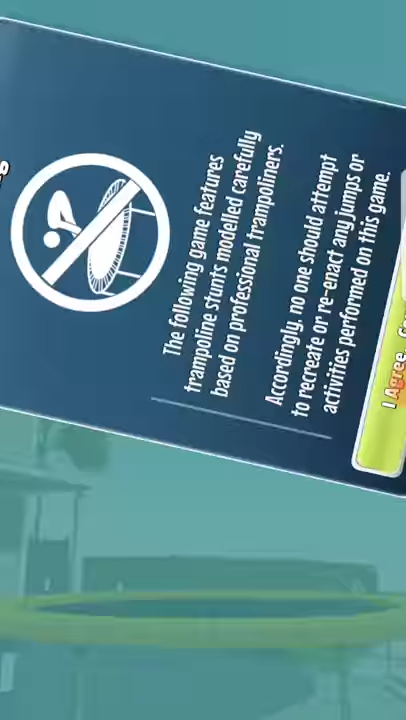 The following game features
trampoline stunts modelled carefully
based on professional trampoliners.
Accordingly, no one should attempt
to recreate or re-enact any jumps or
activities performed on this game.
I Agree.